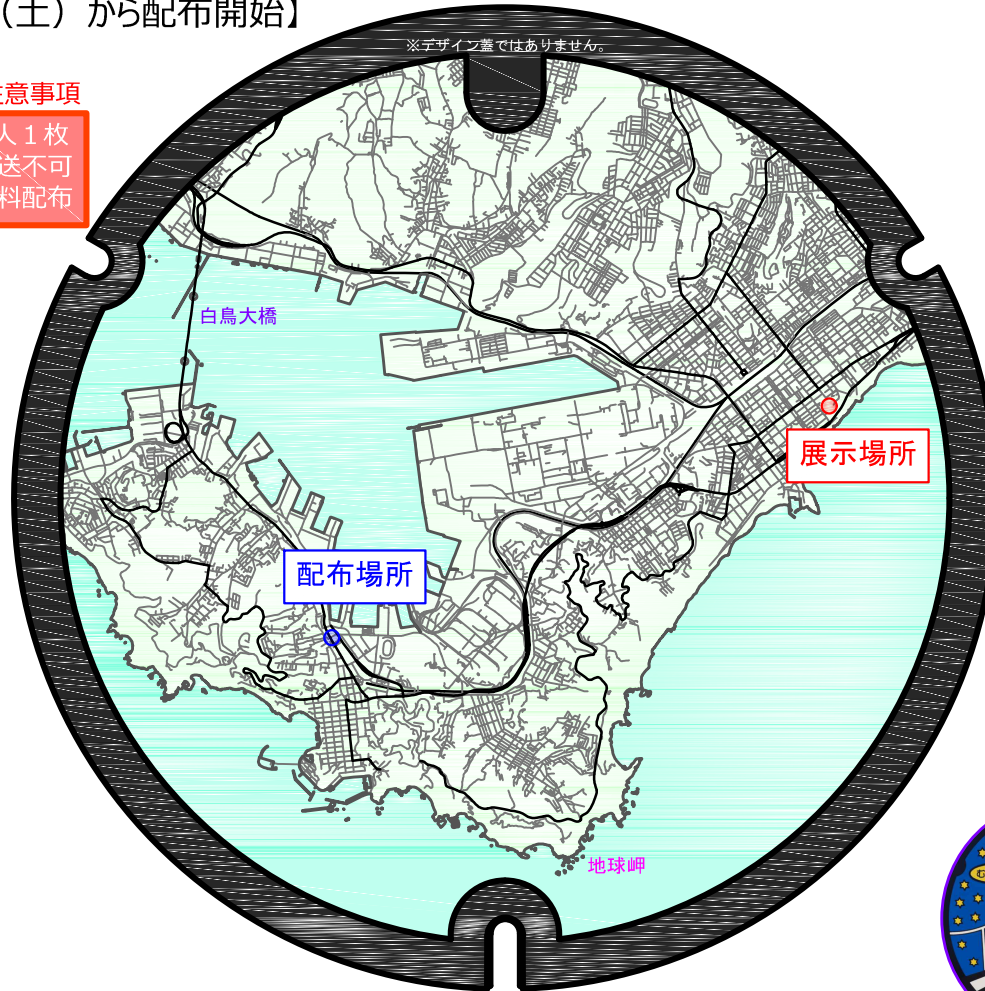 （土）から配布開始】
※デザイン蓋ではありません。
意事項
人１枚
送不可
料配布
白鳥大橋
展示場所
配布場所
地球岬